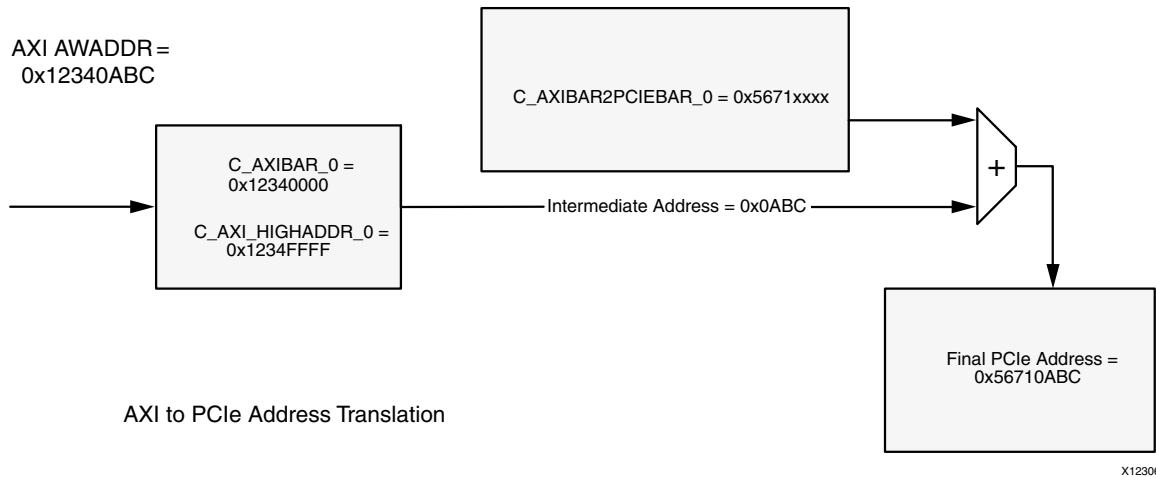 AXI AWADDR =
0x12340ABC
C_AXIBAR2PCIEBAR_0 = 0x5671xxxx
C_AXIBAR_0 =
0x12340000
C_AXI_HIGHADDR_0 =
0x1234FFFF
Intermediate Address = 0x0ABC
+
Final PCIe Address =
0x56710ABC
AXI to PCIe Address Translation
X12306